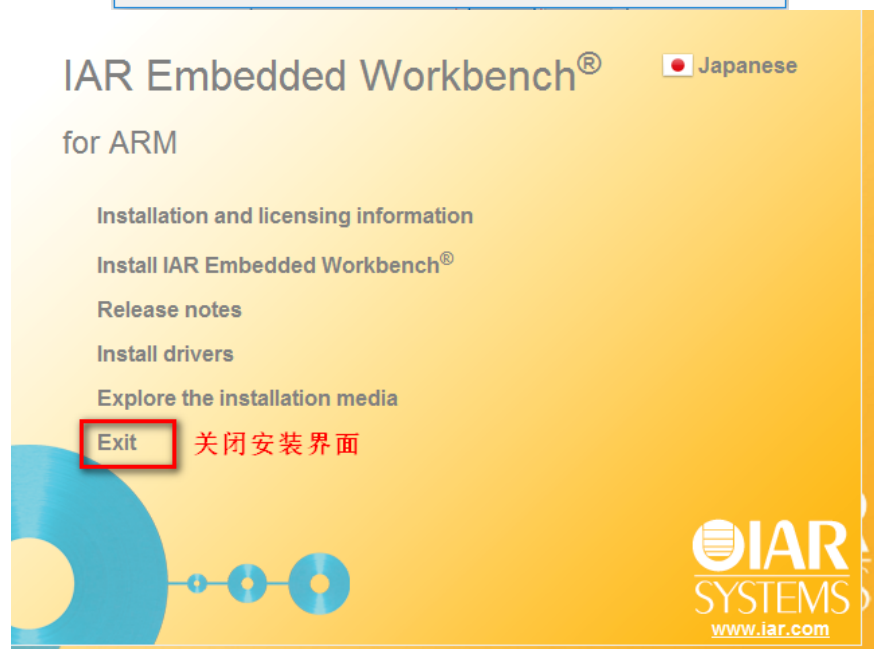 IAR Embedded Workbench®
Japanese
for ARM
Installation and licensing information
Install IAR Embedded Workbench®
Release notes
Install drivers
Explore the installation media
Exit 关闭安装界面
IAR
SYSTEMS
www.iar.com